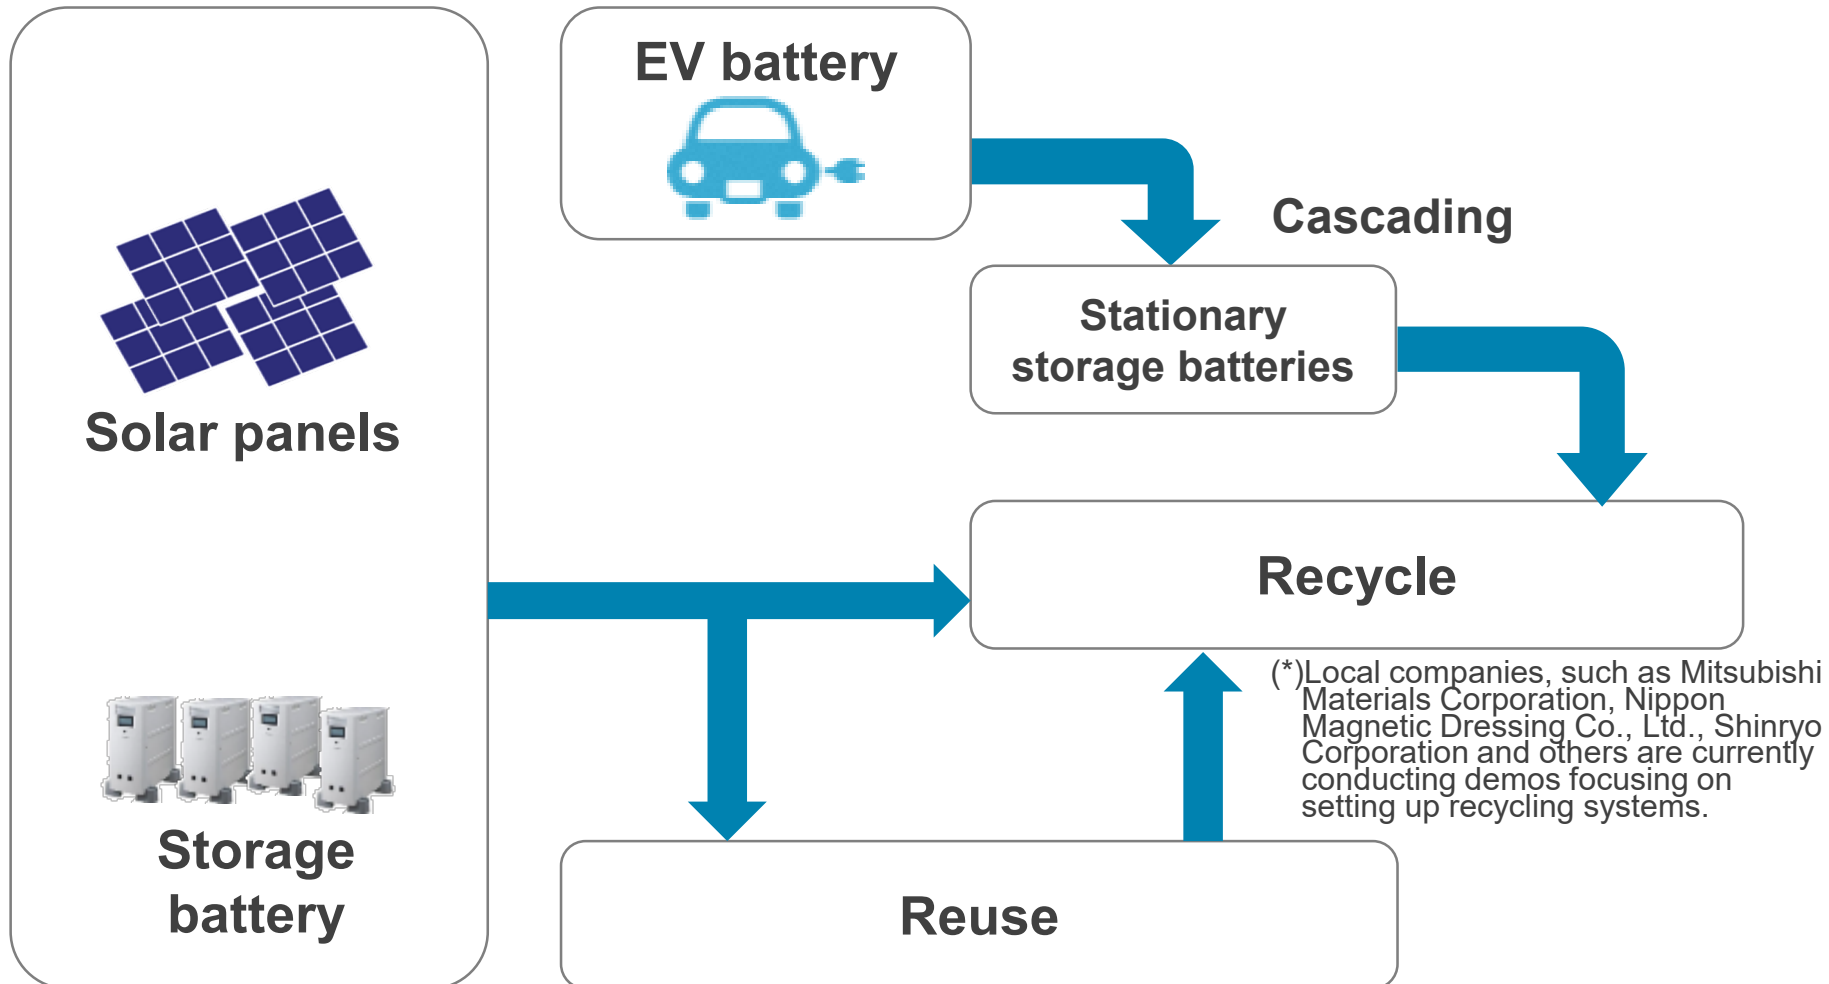 EV battery
Cascading
Stationary
storage batteries
Solar panels
Recycle
(*)Local companies, such as Mitsubishi
Materials Corporation, Nippon
Magnetic Dressing Co., Ltd., Shinryo
Corporation and others are currently
conducting demos focusing on
setting up recycling systems.
Storage
battery
Reuse